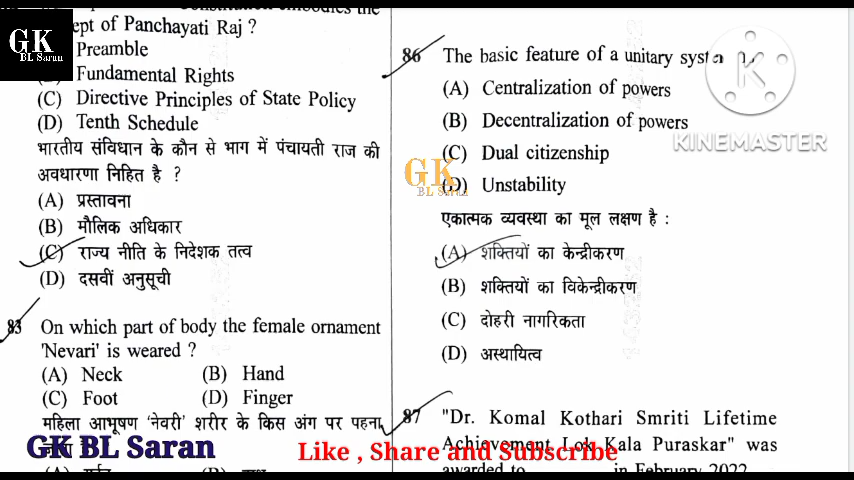 GK
BL Saran
Constitution embodies the
of Panchayati Raj ?
Preamble
Fundamental Rights
(C) Directive Principles of State Policy
(D) Tenth Schedule
भारतीय संविधान के कौन से भाग में पंचायती राज की
अवधारणा निहित है ?
(A) प्रस्तावना
(B) मौलिक अधिकार
(C) राज्य नीति के निदेशक तत्व
(D) दसवीं अनुसूची
83 On which part of body the female ornament
'Nevari' is weared ?
(A) Neck (B) Hand
(C) Foot (D) Finger
महिला आभूषण 'नेवरी' शरीर के किस अंग पर पहना
86 The basic feature of a unitary
(A) Centralization of powers
(B) Decentralization of powers
(C) Dual citizenship
(D) Unstability
एकात्मक व्यवस्था का मूल लक्षण है :
(A) शक्तियों का केन्द्रीकरण
(B) शक्तियों का विकेन्द्रीकरण
(C) दोहरी नागरिकता
(D) अस्थायित्व
87 "Dr. Komal Kothari Smriti Lifetime
Achievement Lok Kala Puraskar" was
awarded to in February 2022
K
KINEMASTER
GK
BL Saran
GK BL Saran
Like , Share and Subscribe